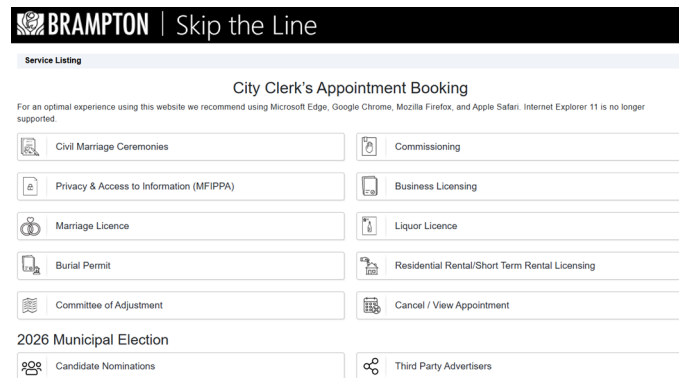 BRAMPTON | Skip the Line
Service Listing
City Clerk's Appointment Booking
For an optimal experience using this website we recommend using Microsoft Edge, Google Chrome, Mozilla Firefox, and Apple Safari. Internet Explorer 11 is no longer
supported.
Civil Marriage Ceremonies
Commissioning
Privacy & Access to Information (MFIPPA)
Business Licensing
Marriage Licence
Liquor Licence
Burial Permit
Residential Rental/Short Term Rental Licensing
Committee of Adjustment
Cancel / View Appointment
2026 Municipal Election
Candidate Nominations
Third Party Advertisers